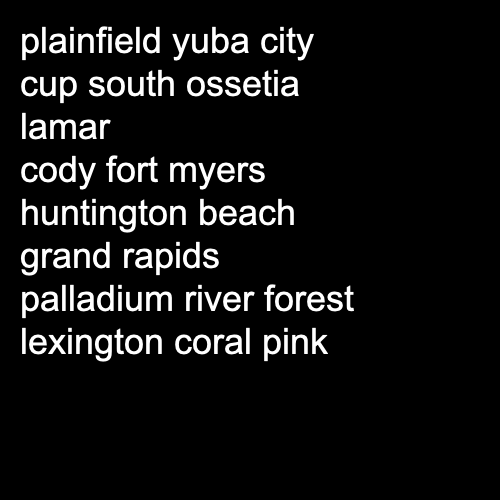 plainfield yuba city
cup south ossetia
lamar
cody fort myers
huntington beach
grand rapids
palladium river forest
lexington coral pink